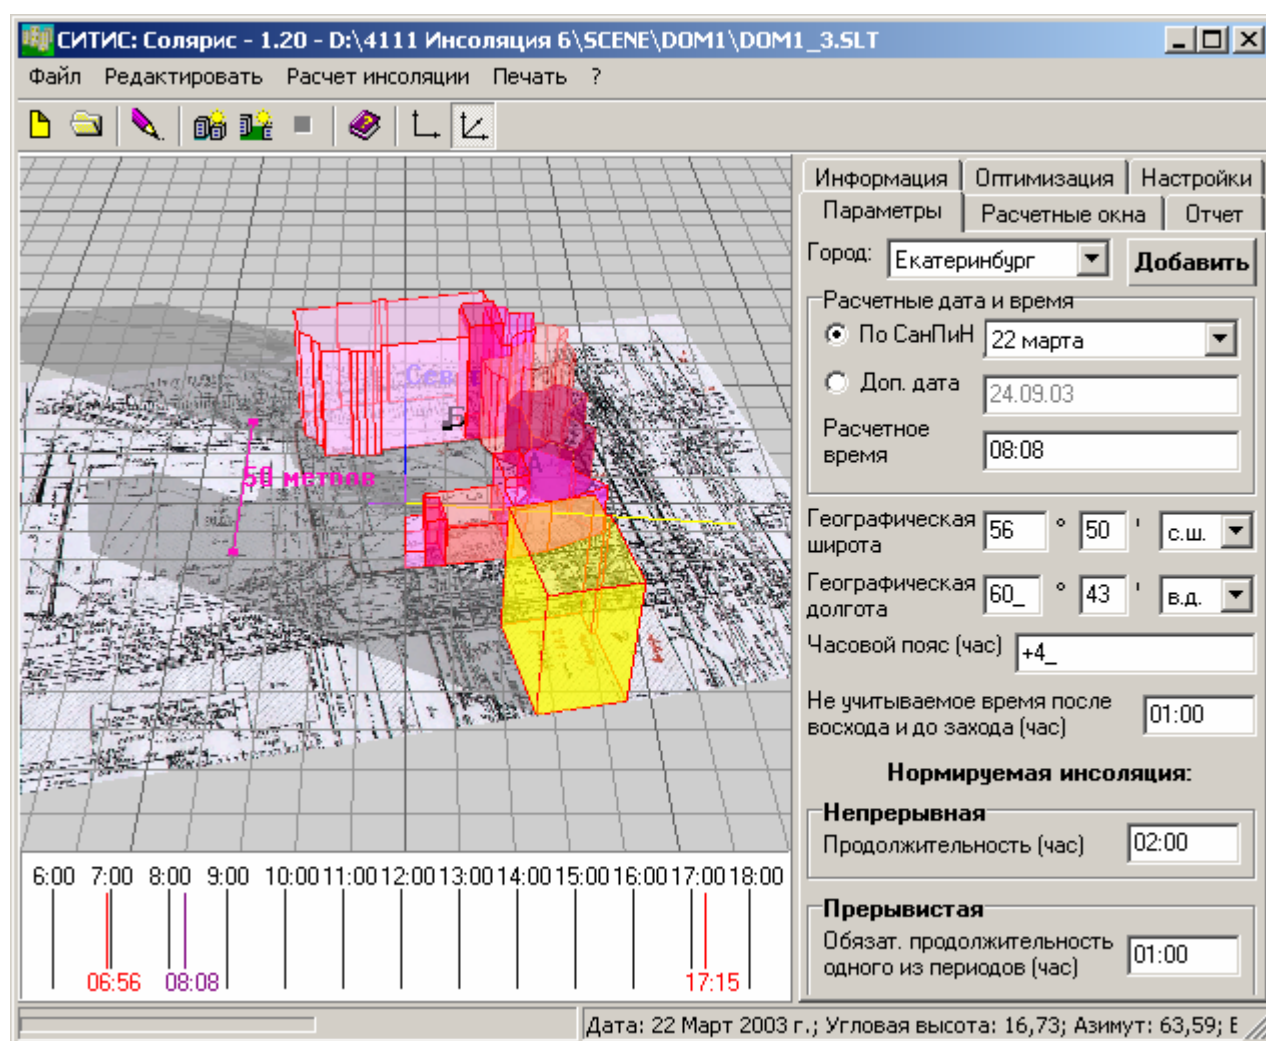 СИТИС: Солярис - 1.20 - D:\4111 Инсоляция 6\SCENE\DOM1\DOM1_3.SLT
Файл Редактировать Расчет инсоляции Печать ?
Информация Оптимизация Настройки
Параметры Расчетные окна Отчет
Город: Екатеринбург Добавить
Расчетные дата и время
По СанПиН 22 марта
Доп. дата 24.09.03
Расчетное
время 08:08
Географическая
широта 56 ° 50 ' с.ш.
Географическая
долгота 60_ ° 43 ' в.д.
Часовой пояс (час) +4_
Не учитываемое время после
восхода и до захода (час) 01:00
Нормируемая инсоляция:
Непрерывная
Продолжительность (час) 02:00
Прерывистая
Обязат. продолжительность
одного из периодов (час) 01:00
Б
А
50 метров
6:00 7:00 8:00 9:00 10:00 11:00 12:00 13:00 14:00 15:00 16:00 17:00 18:00
06:56 08:08 17:15
Дата: 22 Март 2003 г.; Угловая высота: 16,73; Азимут: 63,59; Е